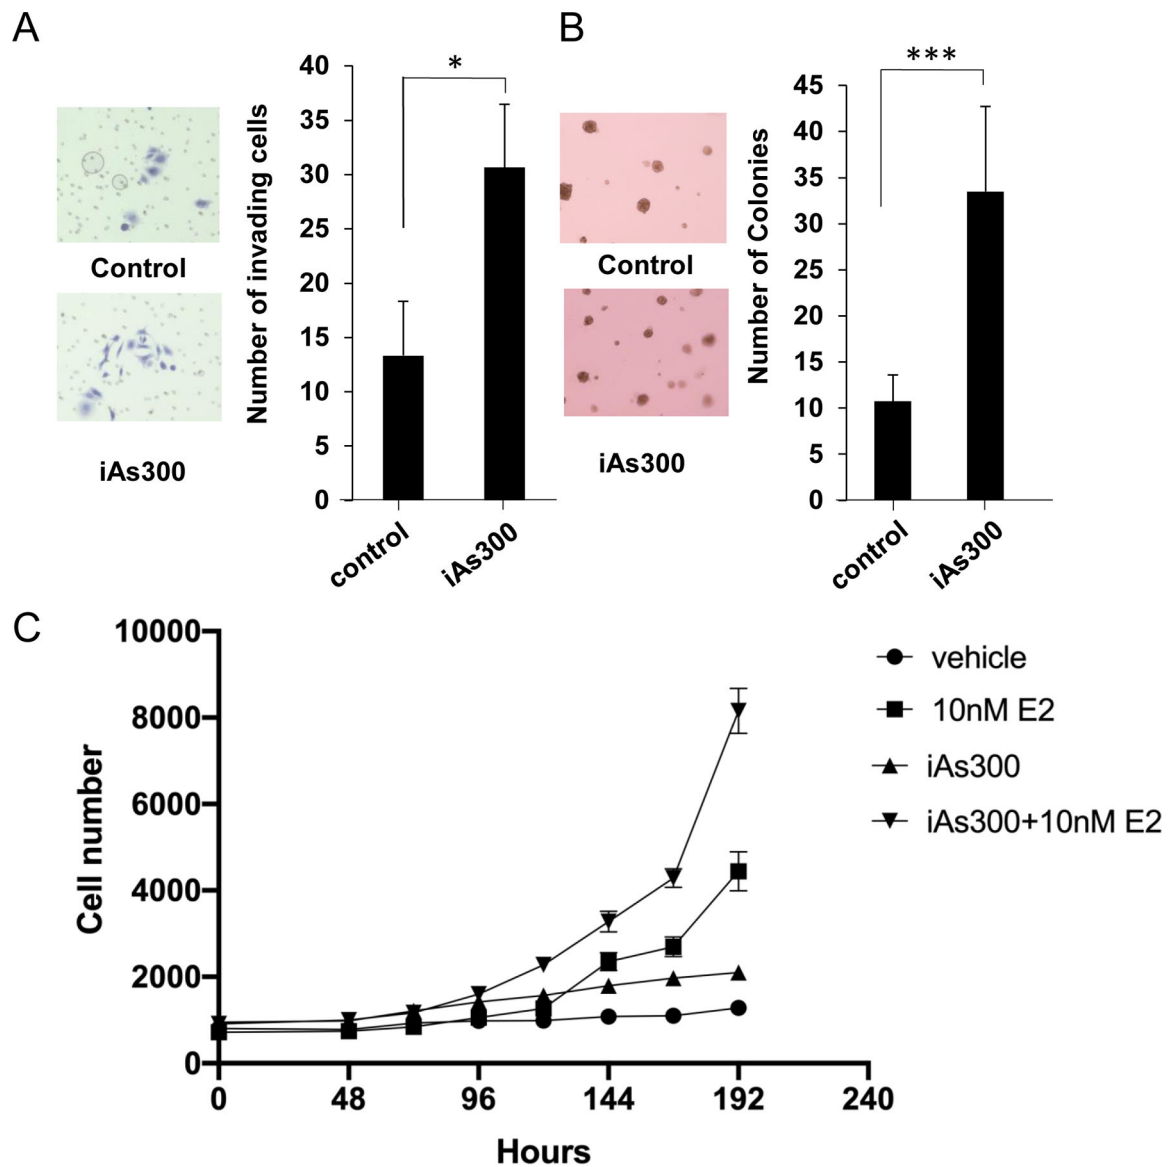 A
B
Control
iAs300
Number of invading cells
40
35
30
25
20
15
10
5
0
*
control
iAs300
Control
iAs300
Number of Colonies
45
40
35
30
25
20
15
10
5
0
***
control
iAs300
C
Cell number
10000
8000
6000
4000
2000
0
0 48 96 144 192 240
Hours
vehicle
10nM E2
iAs300
iAs300+10nM E2